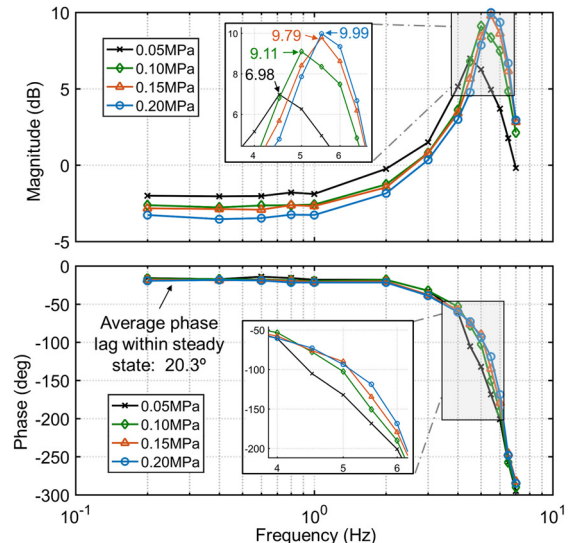 10
5
0
-5
Magnitude (dB)
0.05MPa
0.10MPa
0.15MPa
0.20MPa
10
8
6
4
5
6
9.99
9.79
9.11
6.98
0
-50
-100
-150
-200
-250
-300
Phase (deg)
Average phase
lag within steady
state: 20.3º
0.05MPa
0.10MPa
0.15MPa
0.20MPa
-50
-100
-150
-200
4
5
6
10-1
100
101
Frequency (Hz)